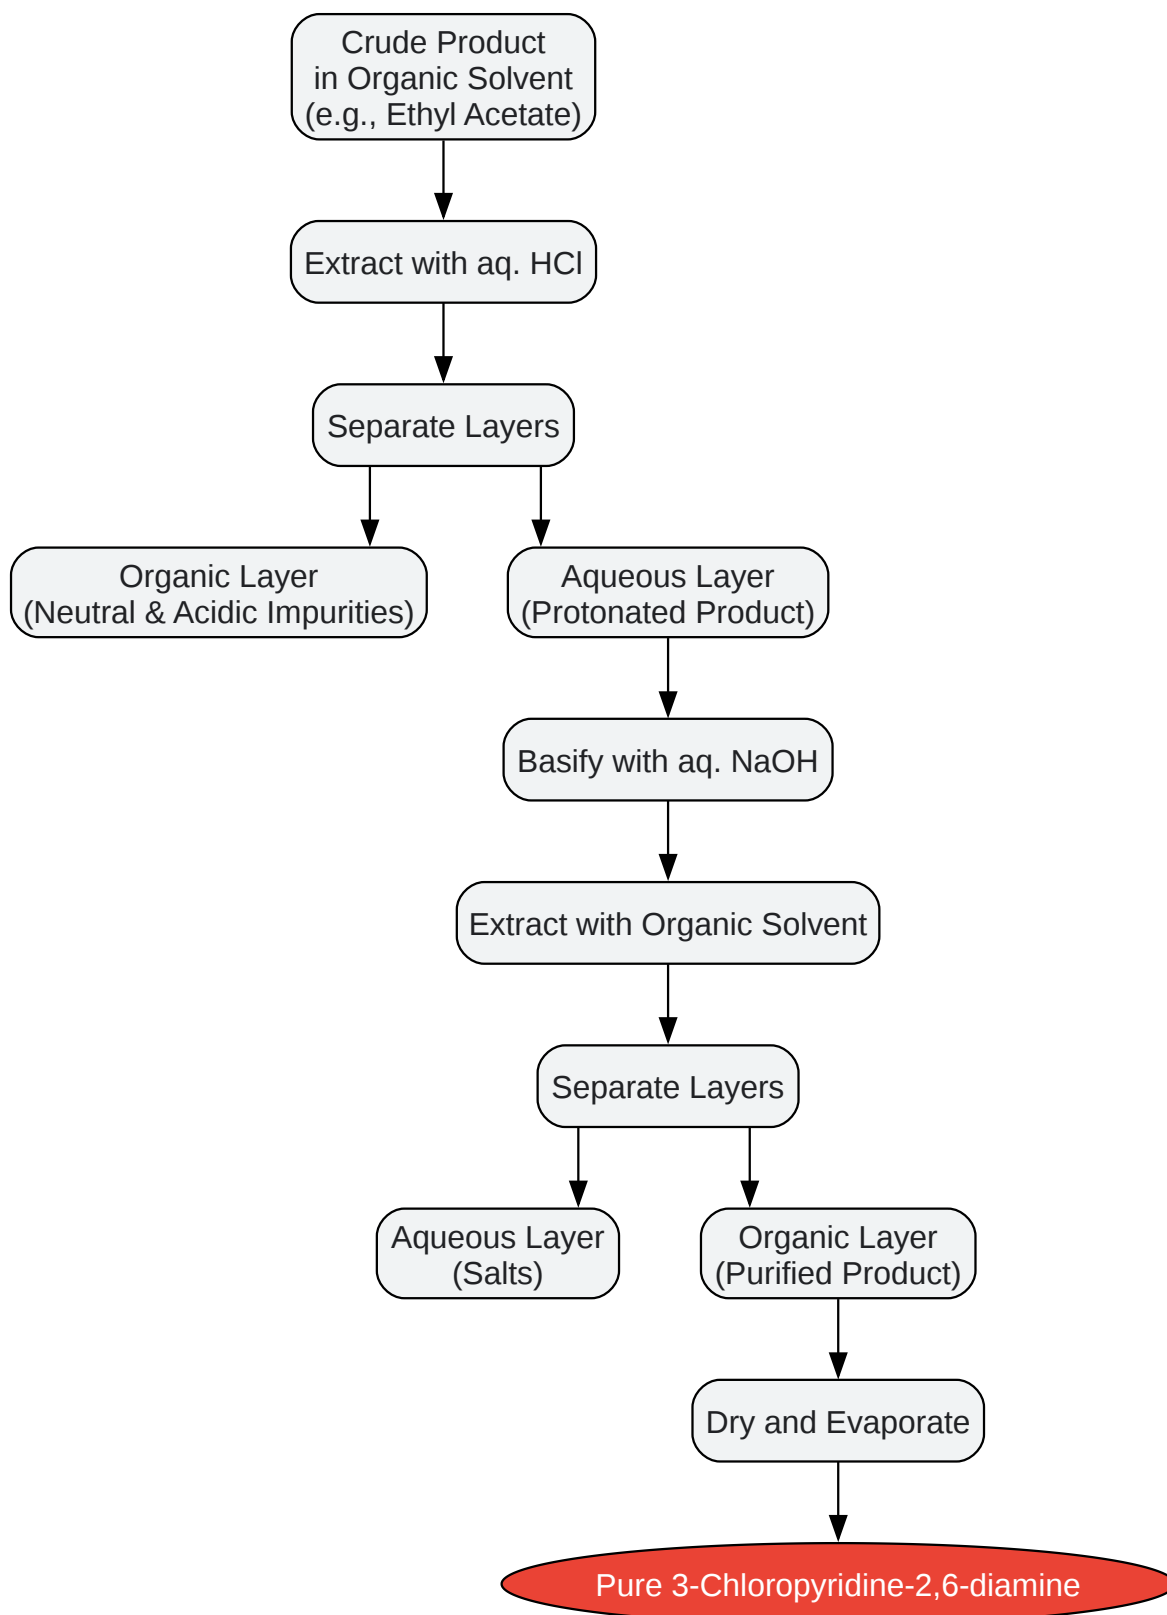 Crude Product
in Organic Solvent
(e.g., Ethyl Acetate)
Extract with aq. HCl
Separate Layers
Organic Layer
(Neutral & Acidic Impurities)
Aqueous Layer
(Protonated Product)
Basify with aq. NaOH
Extract with Organic Solvent
Separate Layers
Aqueous Layer
(Salts)
Organic Layer
(Purified Product)
Dry and Evaporate
Pure 3-Chloropyridine-2,6-diamine